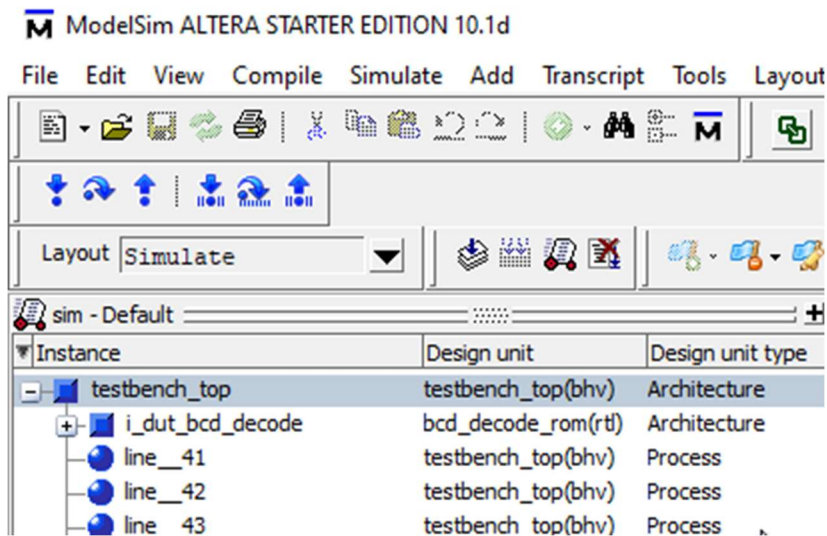 ModelSim ALTERA STARTER EDITION 10.1d
File Edit View Compile Simulate Add Transcript Tools Layout
Layout Simulate
sim - Default
Instance Design unit Design unit type
testbench_top testbench_top(bhv) Architecture
i_dut_bcd_decode bcd_decode_rom(rtl) Architecture
line__41 testbench_top(bhv) Process
line__42 testbench_top(bhv) Process
line__43 testbench_top(bhv) Process